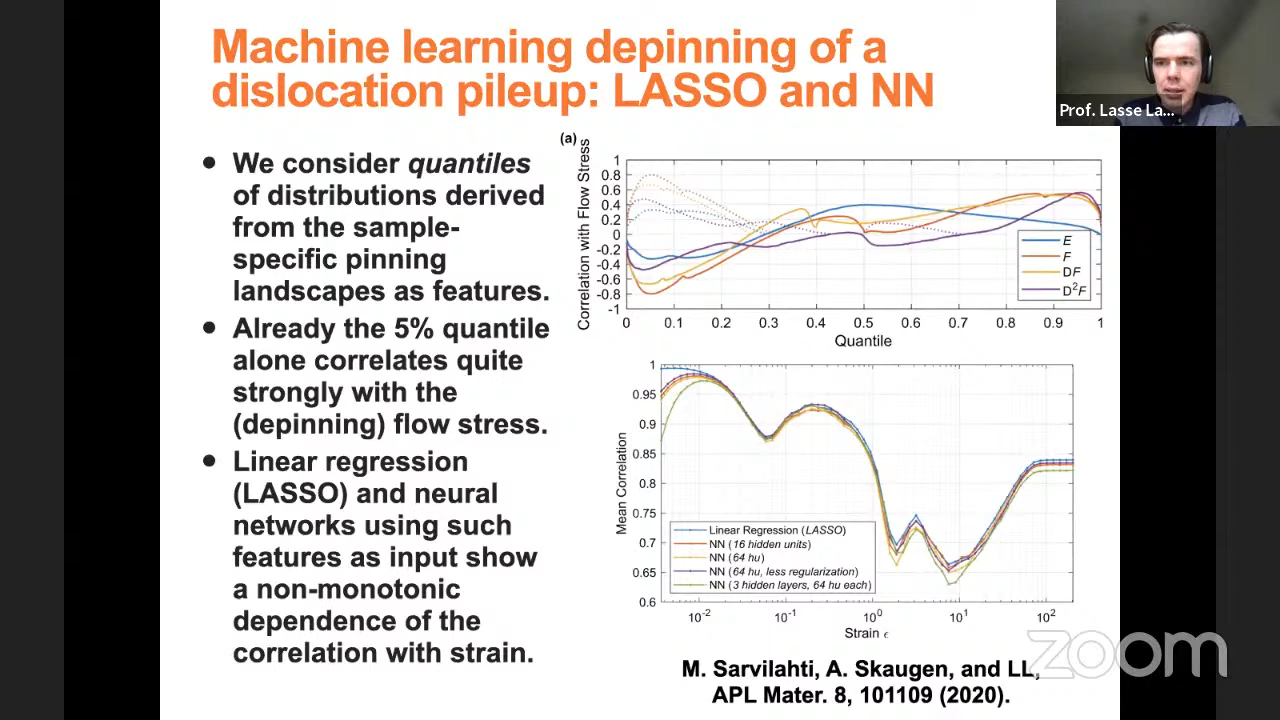 Machine learning depinning of a
dislocation pileup: LASSO and NN
Prof. Lasse La...
• We consider quantiles
of distributions derived
from the sample-
specific pinning
landscapes as features.
• Already the 5% quantile
alone correlates quite
strongly with the
(depinning) flow stress.
• Linear regression
(LASSO) and neural
networks using such
features as input show
a non-monotonic
dependence of the
correlation with strain.
(a)
Correlation with Flow Stress
1
0.8
0.6
0.4
0.2
0
-0.2
-0.4
-0.6
-0.8
-1
E
F
DF
D²F
0 0.1 0.2 0.3 0.4 0.5 0.6 0.7 0.8 0.9 1
Quantile
Mean Correlation
1
0.95
0.9
0.85
0.8
0.75
0.7
0.65
0.6
Linear Regression (LASSO)
NN (16 hidden units)
NN (64 hu)
NN (64 hu, less regularization)
NN (3 hidden layers, 64 hu each)
10⁻² 10⁻¹ 10⁰ 10¹ 10²
Strain ϵ
M. Sarvilahti, A. Skaugen, and LL,
APL Mater. 8, 101109 (2020).
zoom